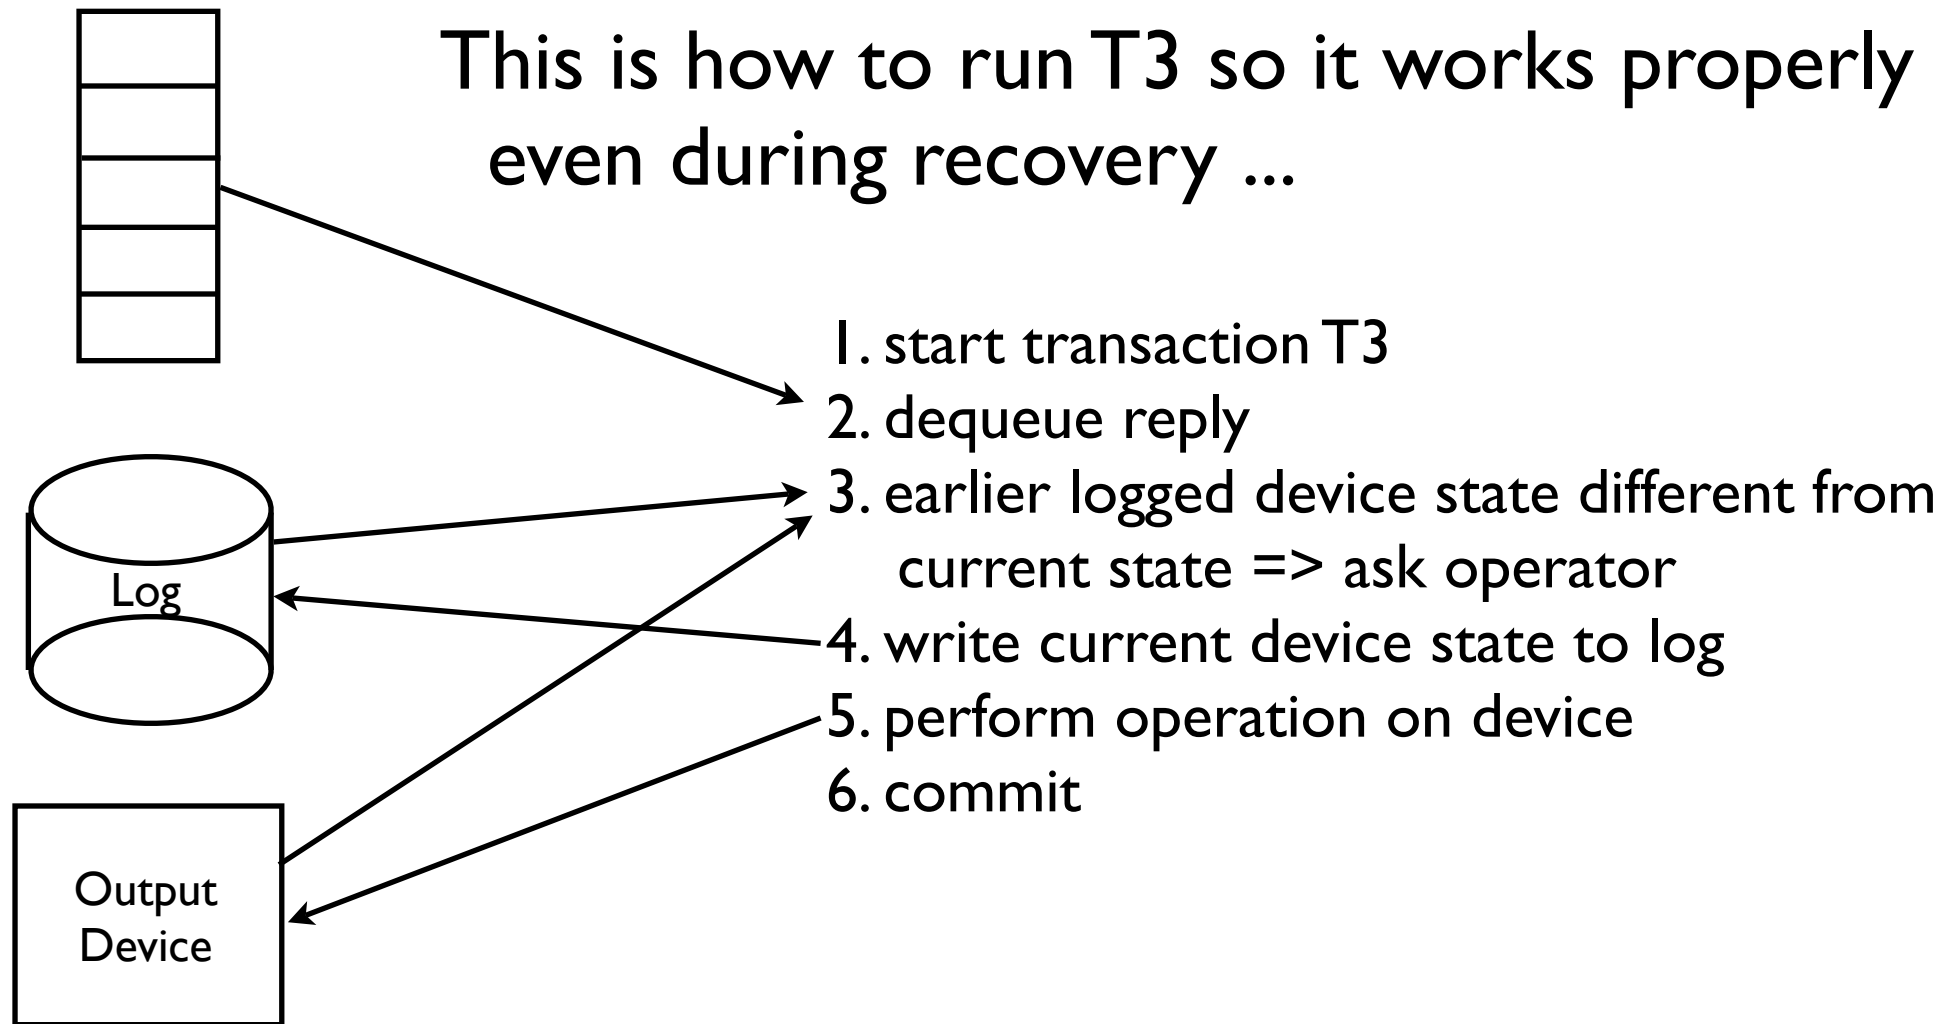 This is how to run T3 so it works properly
even during recovery ...
1. start transaction T3
2. dequeue reply
3. earlier logged device state different from
current state => ask operator
4. write current device state to log
5. perform operation on device
6. commit
Log
Output
Device